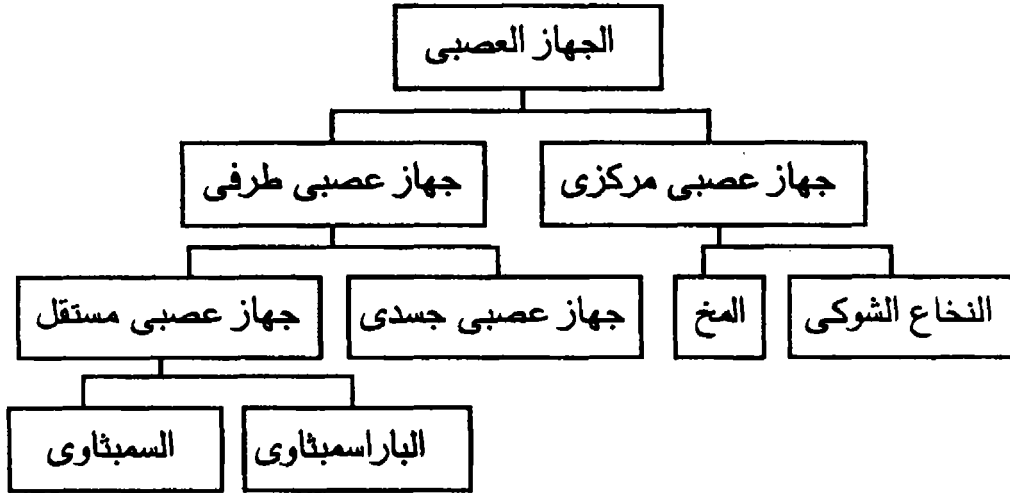 الجهاز العصبى
جهاز عصبى مركزى
جهاز عصبى طرفى
النخاع الشوكى
المخ
جهاز عصبى جسدى
جهاز عصبى مستقل
الباراسمبثاوى
السمبثاوى